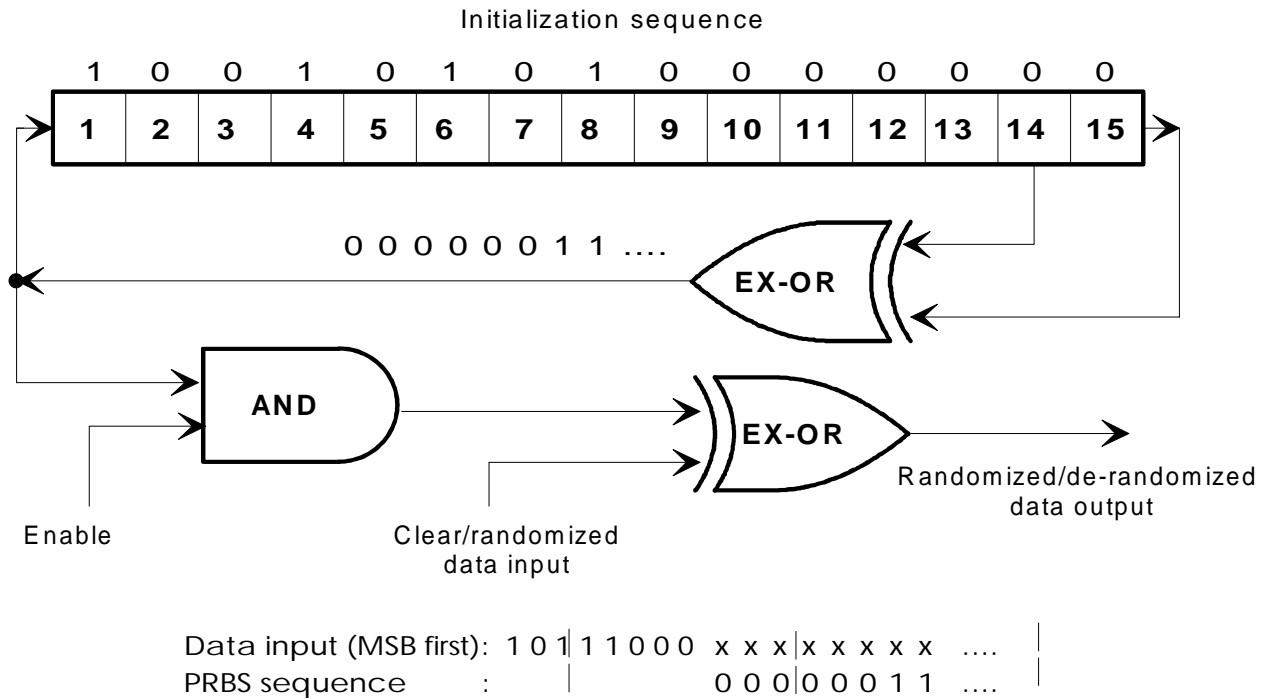 Initialization sequence
1 0 0 1 0 1 0 1 0 0 0 0 0 0 0
1 2 3 4 5 6 7 8 9 10 11 12 13 14 15
0 0 0 0 0 0 1 1 ....
EX-OR
AND
EX-OR
Enable
Clear/randomized
data input
Randomized/de-randomized
data output
Data input (MSB first): 1 0 1 1 1 0 0 0 x x x x x x x x ....
PRBS sequence : 0 0 0 0 0 0 1 1 ....